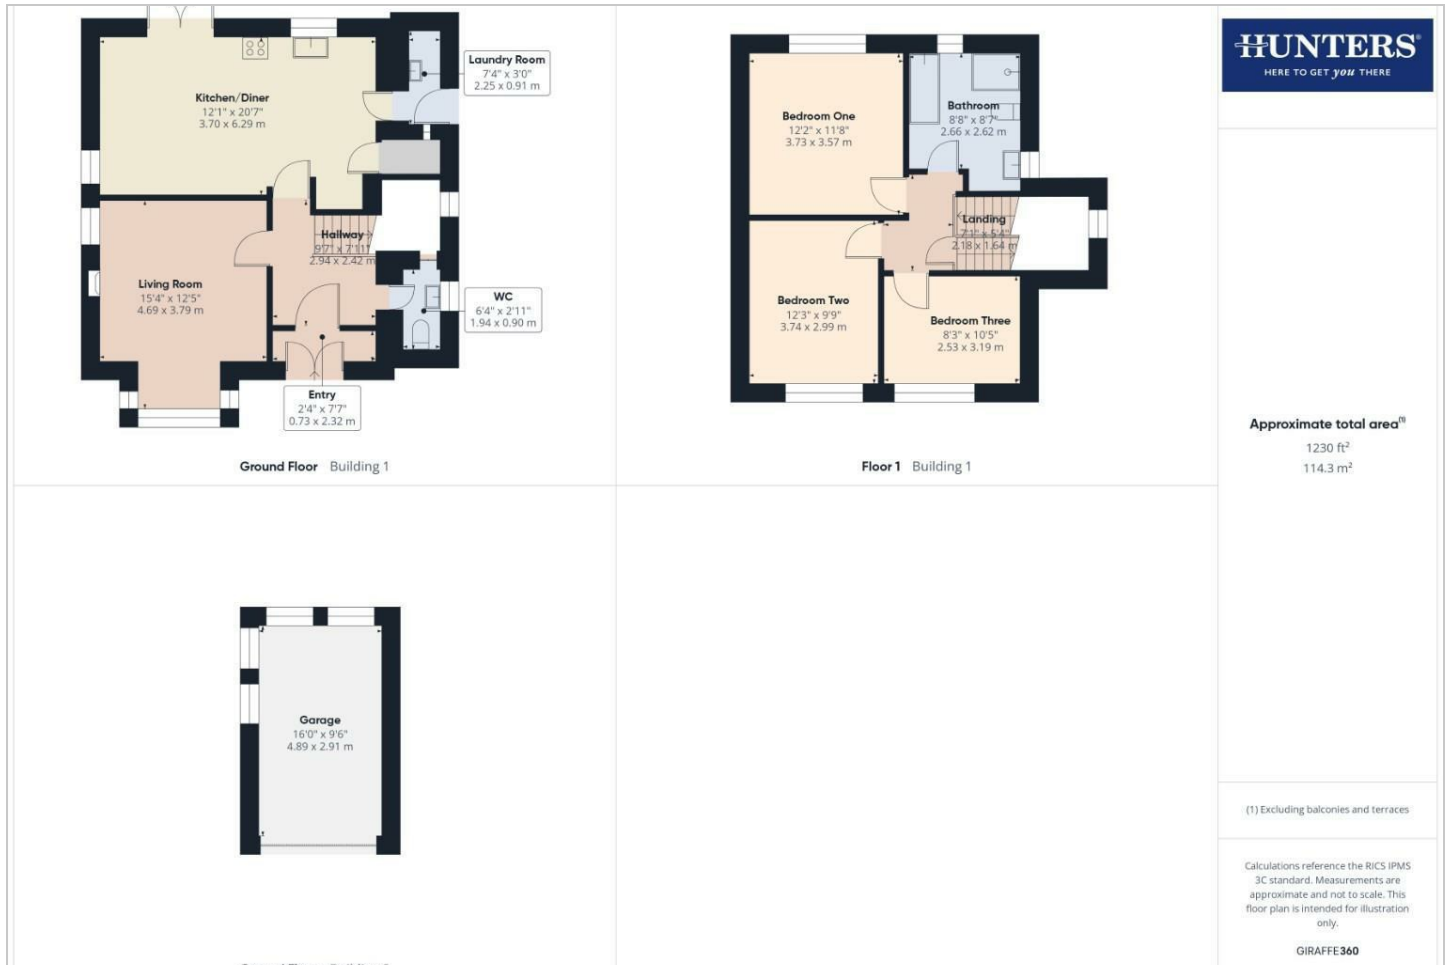 Kitchen/Diner
12'1" x 20'7"
3.70 x 6.29 m
Laundry Room
7'4" x 3'0"
2.25 x 0.91 m
Hallway
9'7" x 7'11"
2.94 x 2.42 m
Living Room
15'4" x 12'5"
4.69 x 3.79 m
WC
6'4" x 2'11"
1.94 x 0.90 m
Entry
2'4" x 7'7"
0.73 x 2.32 m
Ground Floor Building 1
Bedroom One
12'2" x 11'8"
3.73 x 3.57 m
Bathroom
8'8" x 8'7"
2.66 x 2.62 m
Landing
7'1" x 5'4"
2.18 x 1.64 m
Bedroom Two
12'3" x 9'9"
3.74 x 2.99 m
Bedroom Three
8'3" x 10'5"
2.53 x 3.19 m
Floor 1 Building 1
Garage
16'0" x 9'6"
4.89 x 2.91 m
HUNTERS®
HERE TO GET you THERE
Approximate total area(1)
1230 ft²
114.3 m²
(1) Excluding balconies and terraces
Calculations reference the RICS IPMS
3C standard. Measurements are
approximate and not to scale. This
floor plan is intended for illustration
only.
GIRAFFE360